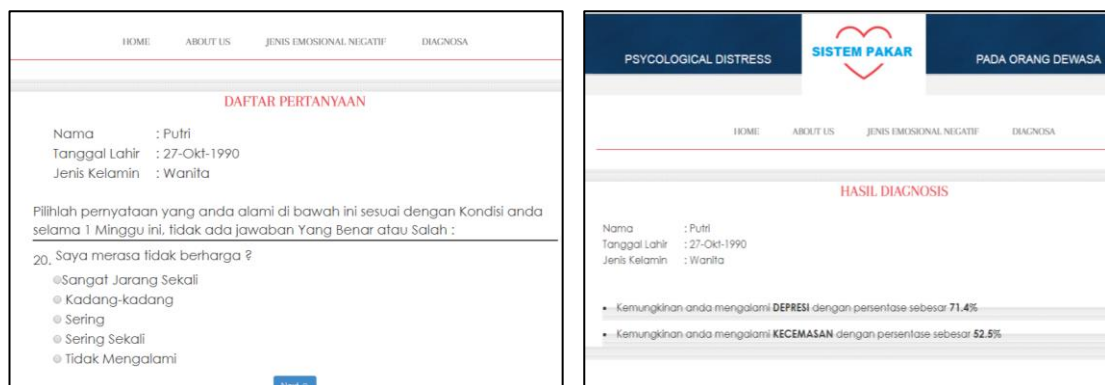 HOME ABOUT US JENIS EMOSIONAL NEGATIF DIAGNOSA
DAFTAR PERTANYAAN
Nama : Putri
Tanggal Lahir : 27-Okt-1990
Jenis Kelamin : Wanita
Pilihlah pernyataan yang anda alami di bawah ini sesuai dengan Kondisi anda
selama 1 Minggu ini, tidak ada jawaban Yang Benar atau Salah :
20. Saya merasa tidak berharga ?
Sangat Jarang Sekali
Kadang-kadang
Sering
Sering Sekali
Tidak Mengalami
PSYCOLOGICAL DISTRESS
SISTEM PAKAR
PADA ORANG DEWASA
HOME ABOUT US JENIS EMOSIONAL NEGATIF DIAGNOSA
HASIL DIAGNOSIS
Nama : Putri
Tanggal Lahir : 27-Okt-1990
Jenis Kelamin : Wanita
• Kemungkinan anda mengalami DEPRESI dengan persentase sebesar 71.4%
• Kemungkinan anda mengalami KECEMASAN dengan persentase sebesar 52.5%